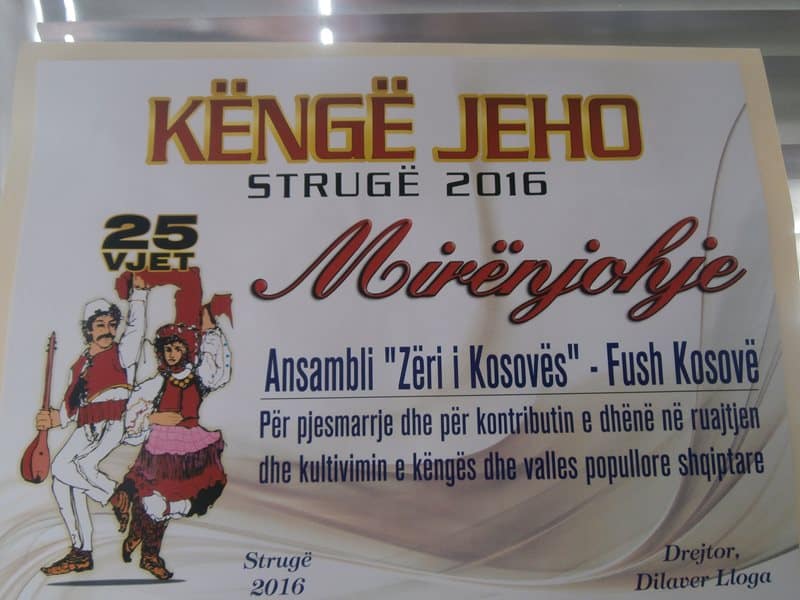 KËNGË JEHO
STRUGË 2016
25
VJET
Mirënjohje
Ansambli "Zëri i Kosovës" - Fush Kosovë
Për pjesmarrje dhe për kontributin e dhënë në ruajtjen
dhe kultivimin e këngës dhe valles popullore shqiptare
Strugë
2016
Drejtor,
Dilaver Lloga